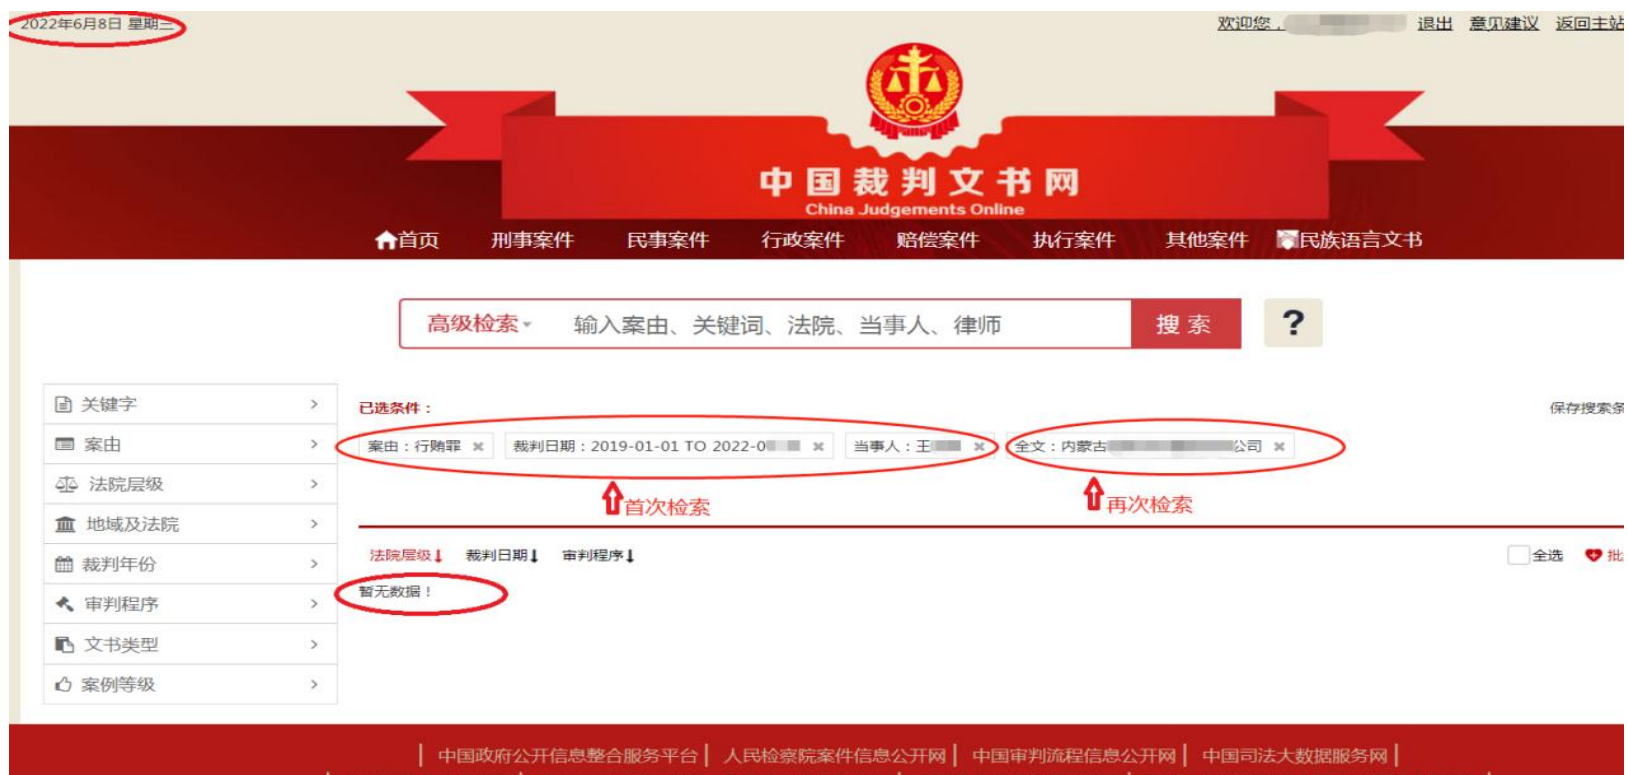 2022年6月8日 星期三
欢迎您， 退出 意见建议 返回主站
中国裁判文书网
China Judgements Online
首页 刑事案件 民事案件 行政案件 赔偿案件 执行案件 其他案件 民族语言文书
高级检索 输入案由、关键词、法院、当事人、律师 搜索 ?
关键字
案由
法院层级
地域及法院
裁判年份
审判程序
文书类型
案例等级
已选条件：
保存搜索条
案由：行贿罪 × 裁判日期：2019-01-01 TO 2022-0 × 当事人：王 × 全文：内蒙古 公司 ×
首次检索 再次检索
法院层级 裁判日期 审判程序
全选 批
暂无数据！
中国政府公开信息整合服务平台 | 人民检察院案件信息公开网 | 中国审判流程信息公开网 | 中国司法大数据服务网 |